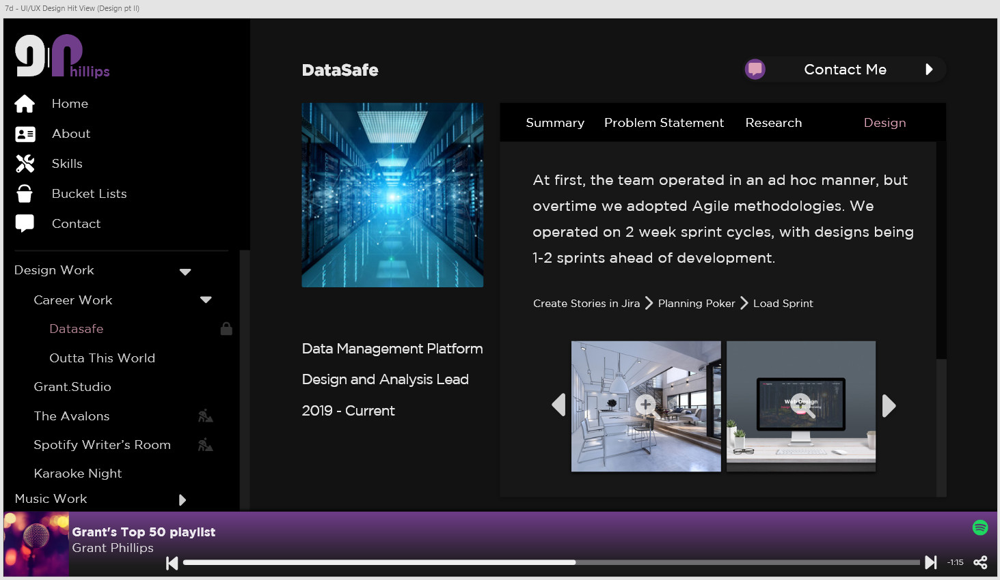 7d - UI/UX Design Hit View (Design pt II)
g|p
hillips
Home
About
Skills
Bucket Lists
Contact
Design Work
Career Work
Datasafe
Outta This World
Grant.Studio
The Avalons
Spotify Writer's Room
Karaoke Night
Music Work
DataSafe
Contact Me
Data Management Platform
Design and Analysis Lead
2019 - Current
Summary
Problem Statement
Research
Design
At first, the team operated in an ad hoc manner, but
overtime we adopted Agile methodologies. We
operated on 2 week sprint cycles, with designs being
1-2 sprints ahead of development.
Create Stories in Jira
Planning Poker
Load Sprint
Web Design
Grant's Top 50 playlist
Grant Phillips
-1:15